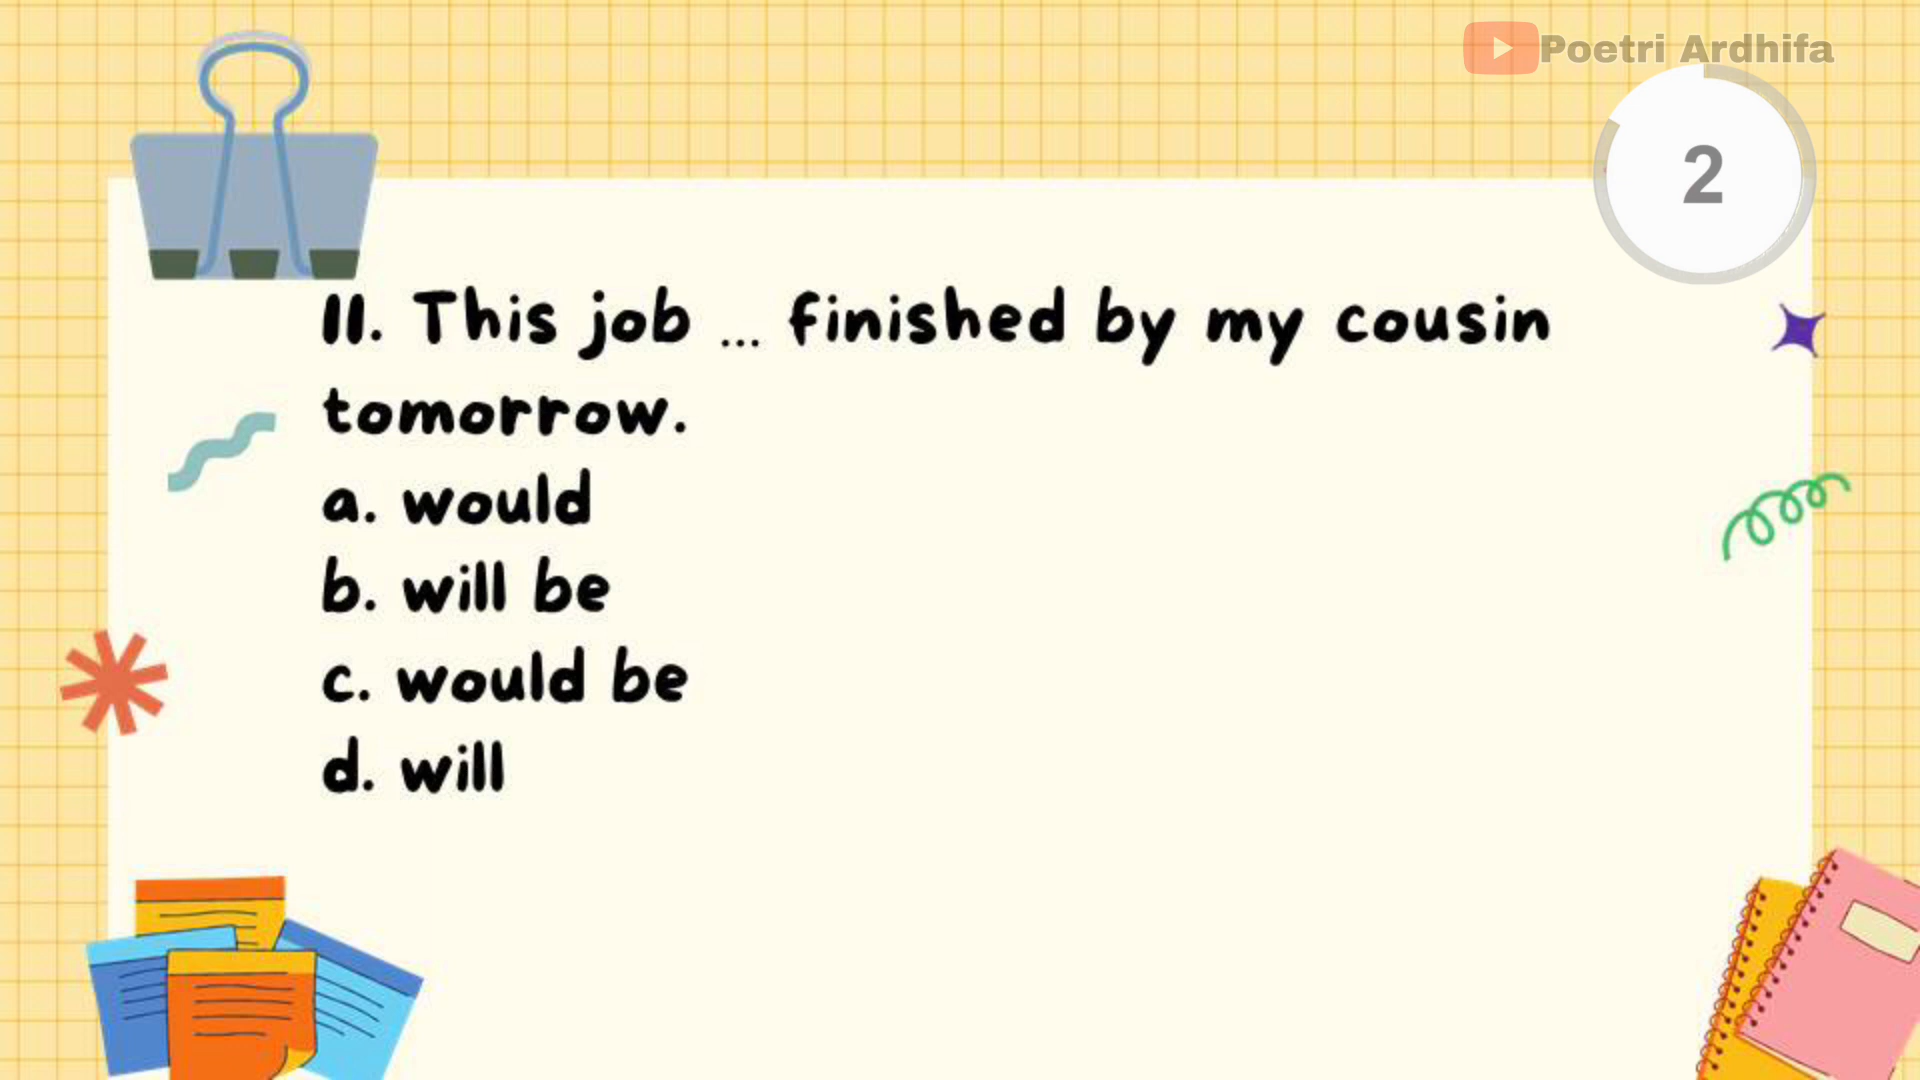 Poetri Ardhifa
2
11. This job ... finished by my cousin
tomorrow.
a. would
b. will be
c. would be
d. will